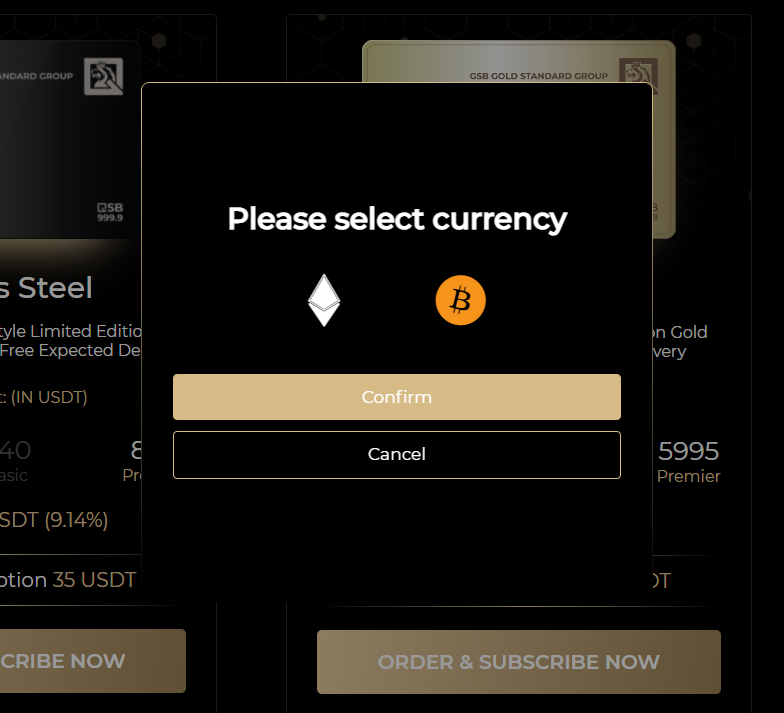 ANDARD GROUP
GSB GOLD STANDARD GROUP
GSB
999.9
Please select currency
s Steel
tyle Limited Editio
Free Expected De
on Gold
very
Confirm
: (IN USDT)
Cancel
40
asic
8
Pr
5995
Premier
SDT (9.14%)
ption 35 USDT
DT
CRIBE NOW
ORDER & SUBSCRIBE NOW